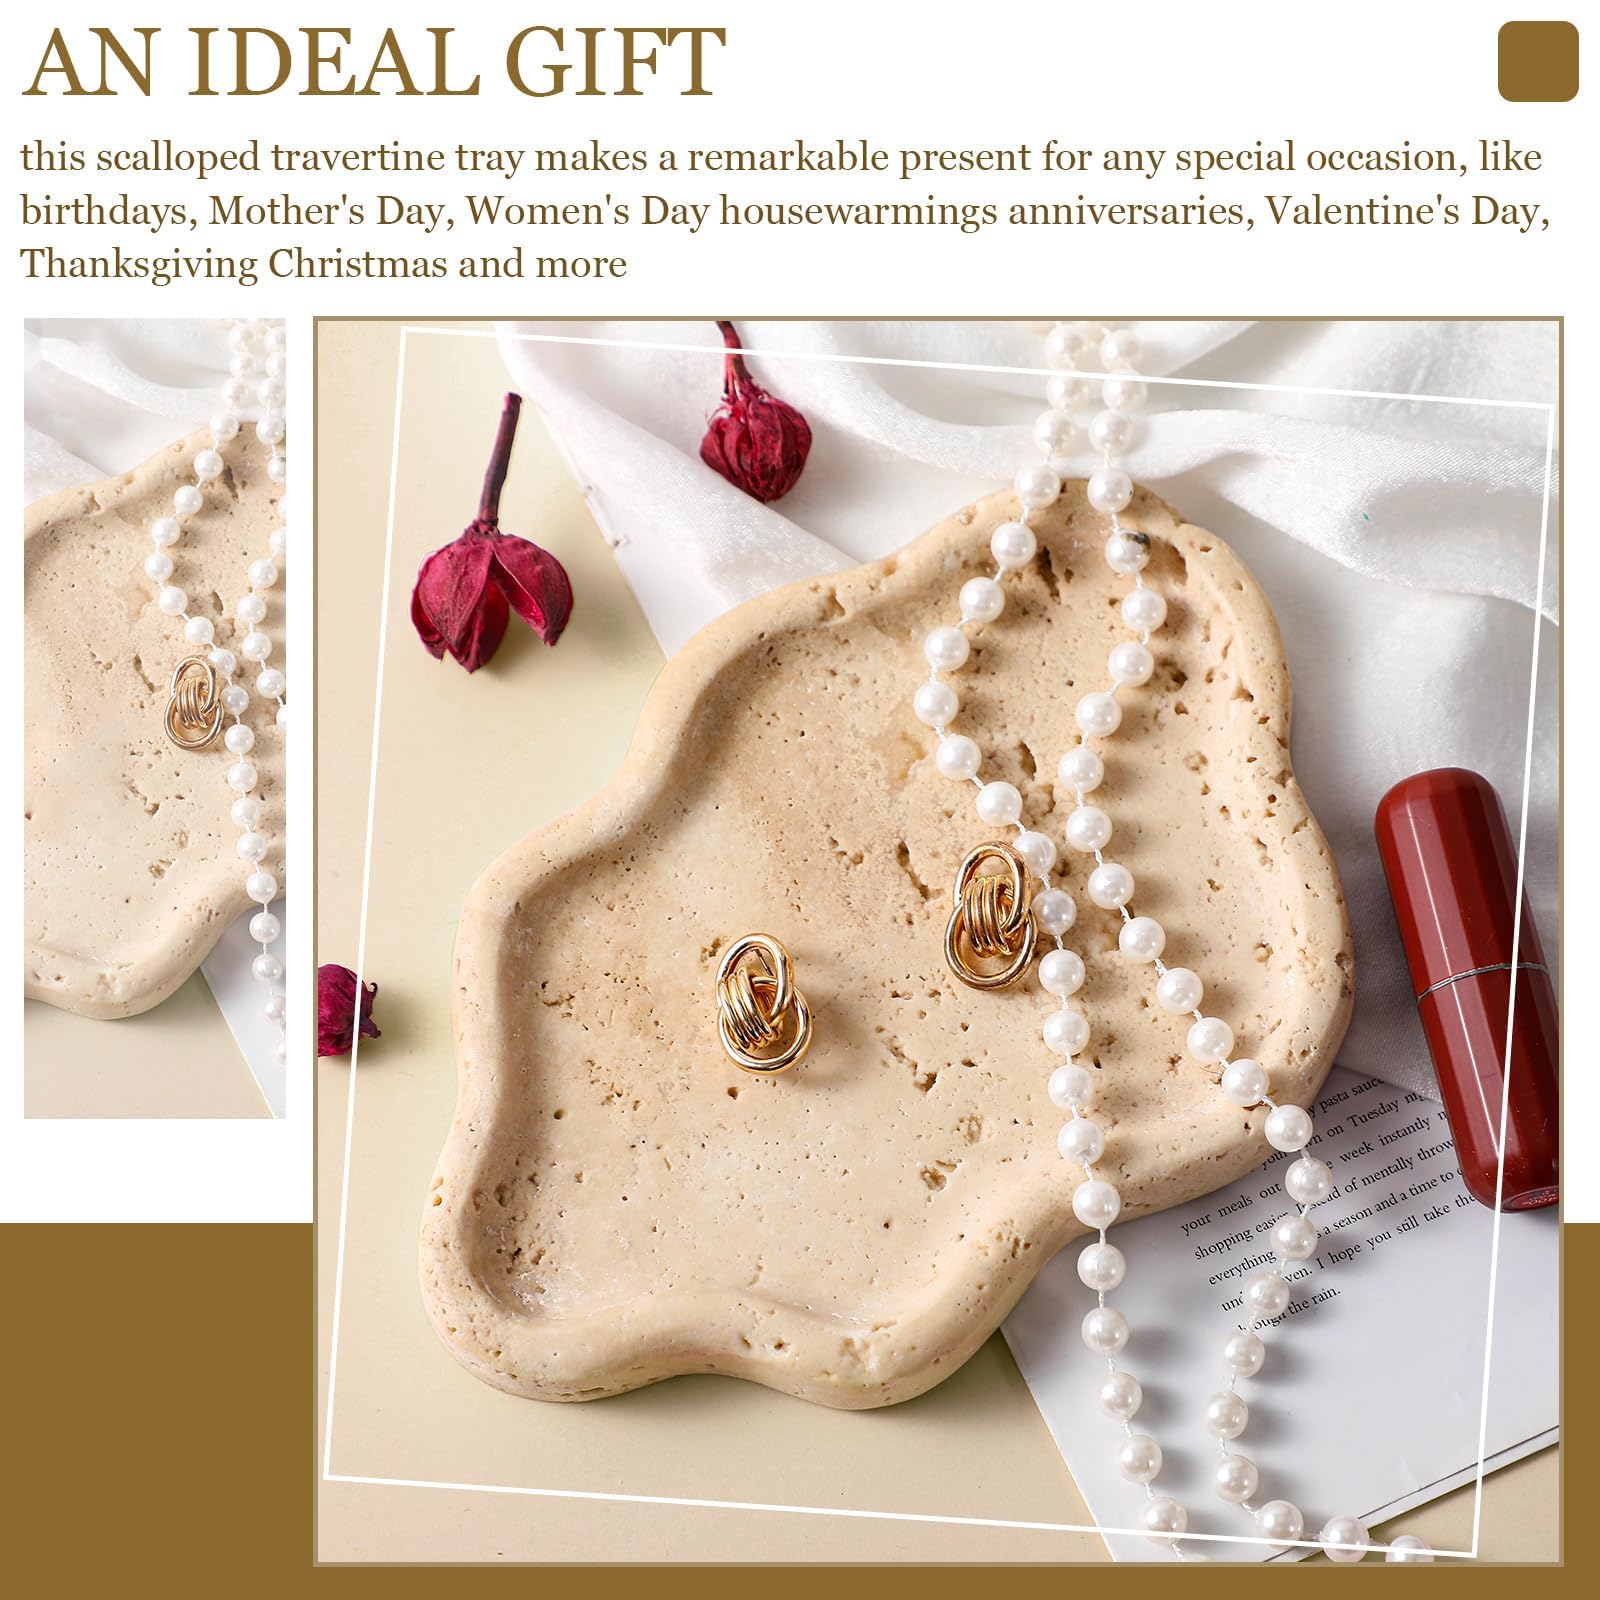 AN IDEAL GIFT
this scalloped travertine tray makes a remarkable present for any special occasion, like
birthdays, Mother's Day, Women's Day housewarmings anniversaries, Valentine's Day,
Thanksgiving Christmas and more
pasta sauce
on Tuesday
week instantly
your meals out of mentally throw
shopping easier.
everything a season and a time to
ven. I hope you still take the
the rain.